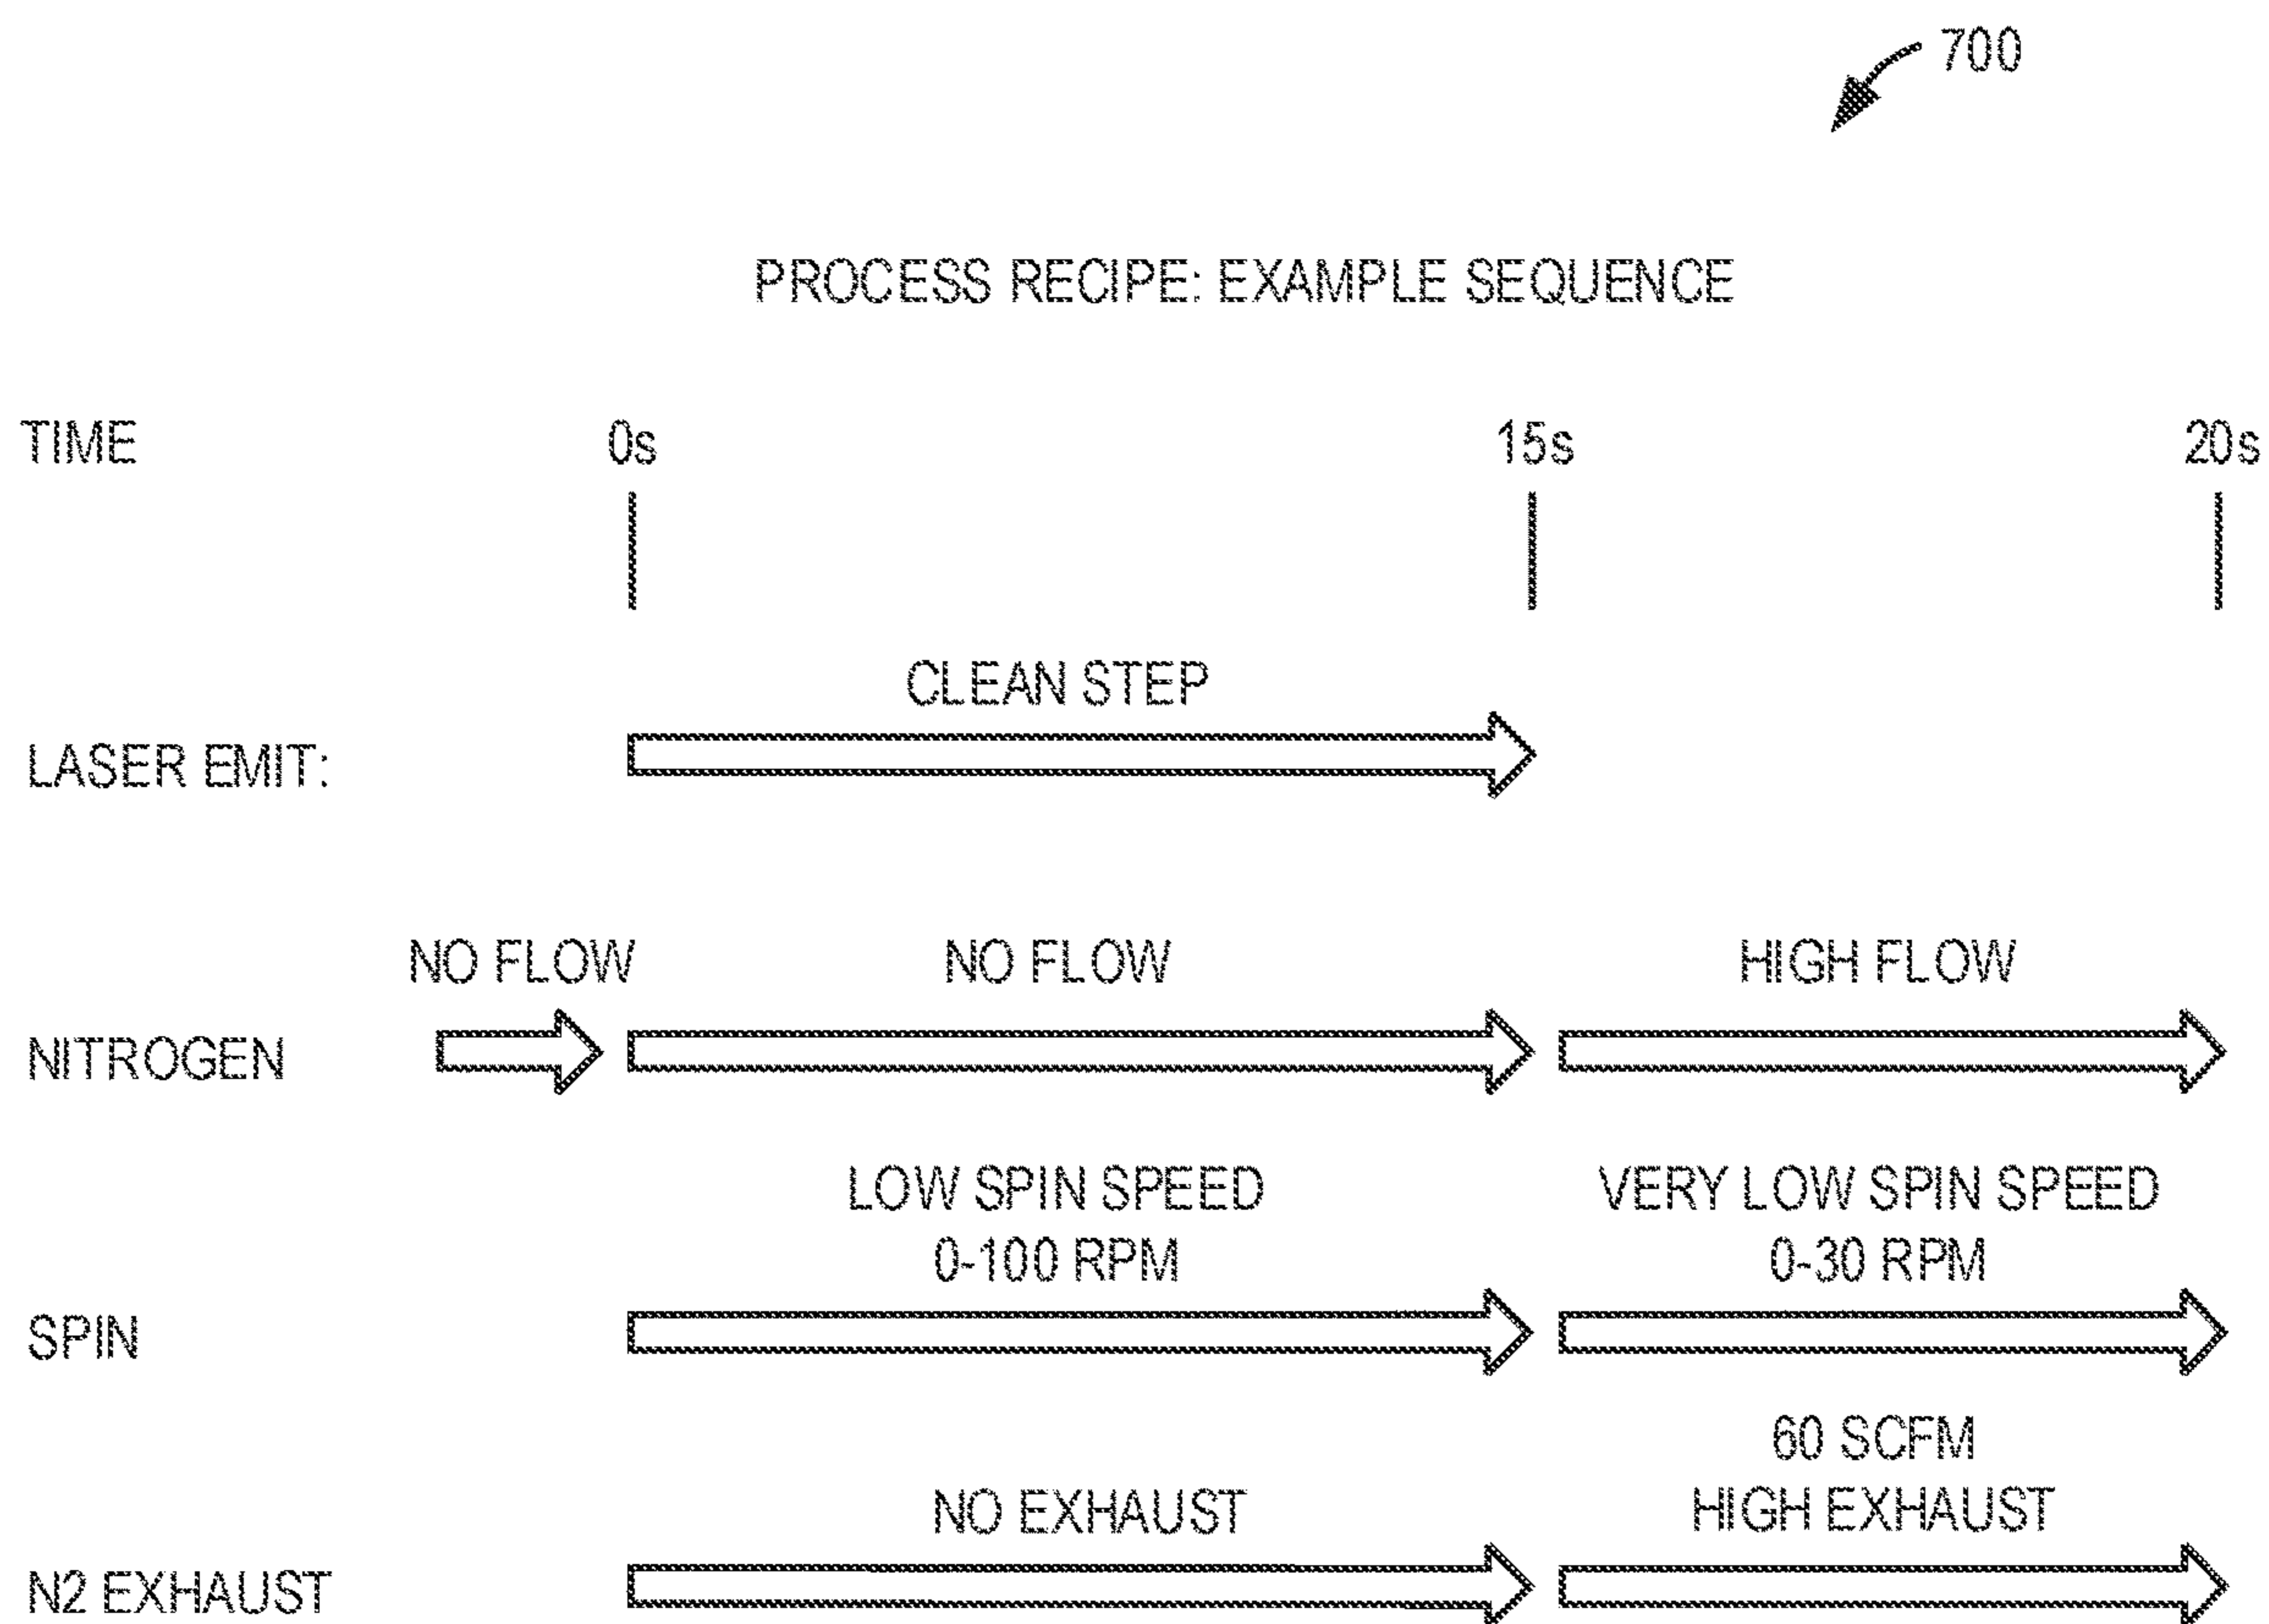 700
PROCESS RECIPE: EXAMPLE SEQUENCE
TIME 0s 15s 20s
CLEAN STEP
LASER EMIT:
NO FLOW NO FLOW HIGH FLOW
NITROGEN
LOW SPIN SPEED VERY LOW SPIN SPEED
0-100 RPM 0-30 RPM
SPIN
60 SCFM
NO EXHAUST HIGH EXHAUST
N2 EXHAUST